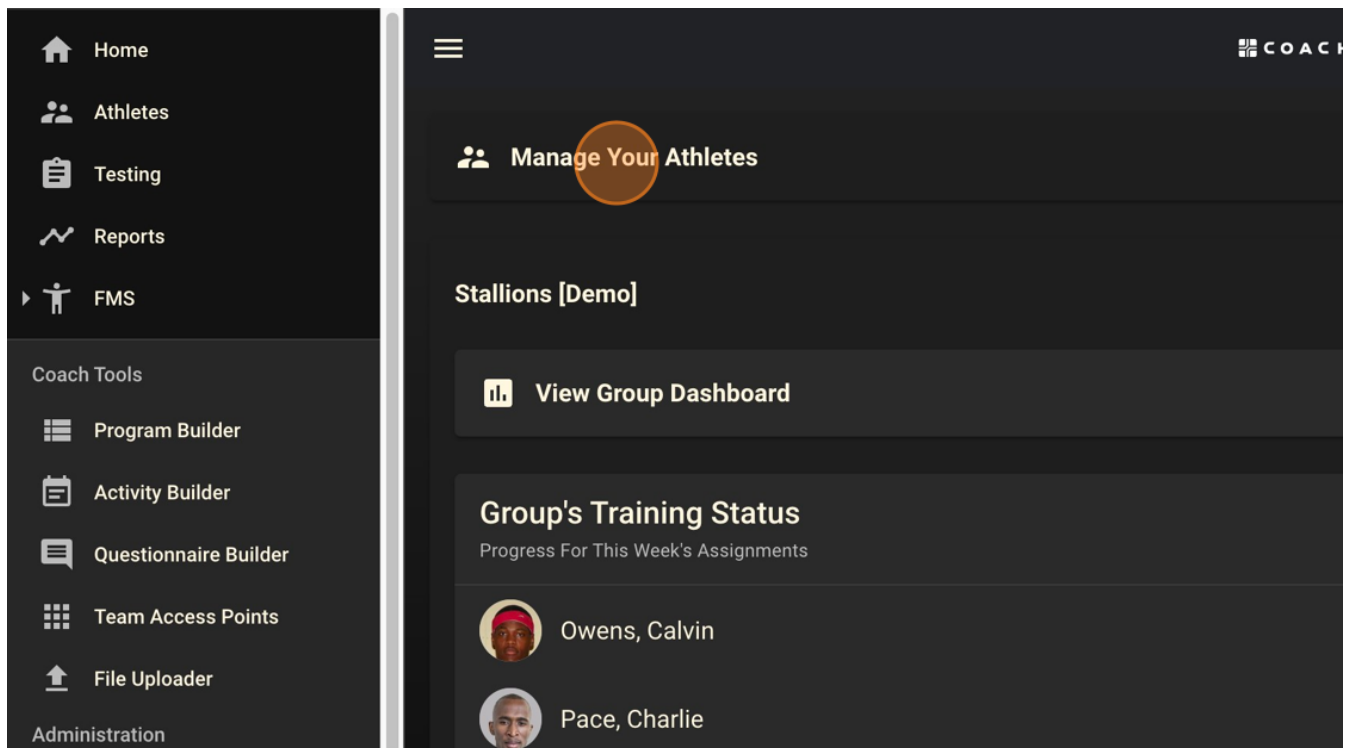 Home
Athletes
Testing
Reports
FMS
Coach Tools
Program Builder
Activity Builder
Questionnaire Builder
Team Access Points
File Uploader
Administration
COACH
Manage Your Athletes
Stallions [Demo]
View Group Dashboard
Group's Training Status
Progress For This Week's Assignments
Owens, Calvin
Pace, Charlie